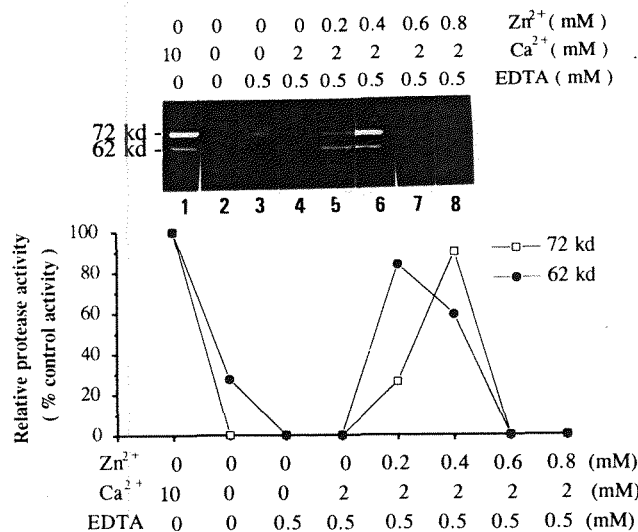 0 0 0 0 0.2 0.4 0.6 0.8 Zn2+ ( mM )
10 0 0 2 2 2 2 2 Ca2+ ( mM )
0 0 0.5 0.5 0.5 0.5 0.5 0.5 EDTA ( mM )
72 kd -
62 kd -
1 2 3 4 5 6 7 8
100
80
60
40
20
0
Relative protease activity
( % control activity )
72 kd
62 kd
Zn2+ 0 0 0 0 0.2 0.4 0.6 0.8 (mM)
Ca2+ 10 0 0 2 2 2 2 2 (mM)
EDTA 0 0 0.5 0.5 0.5 0.5 0.5 0.5 (mM)